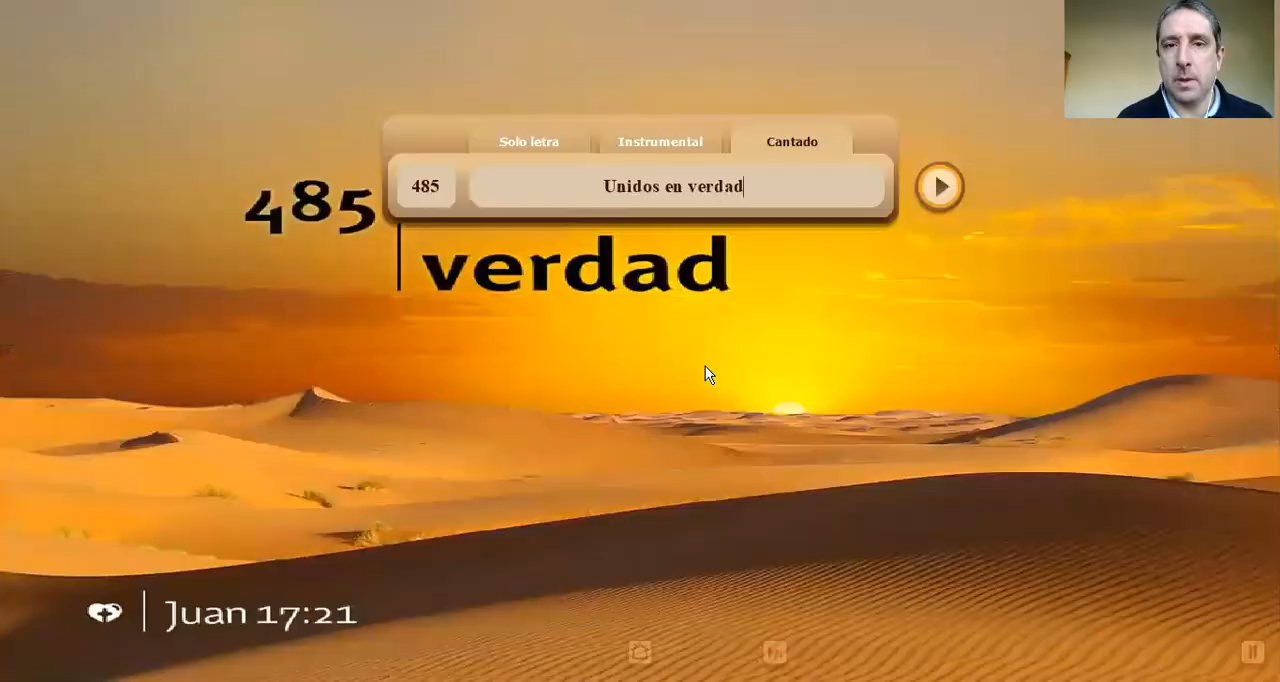 Solo letra
Instrumental
Cantado
485
Unidos en verdad
485
verdad
Juan 17:21